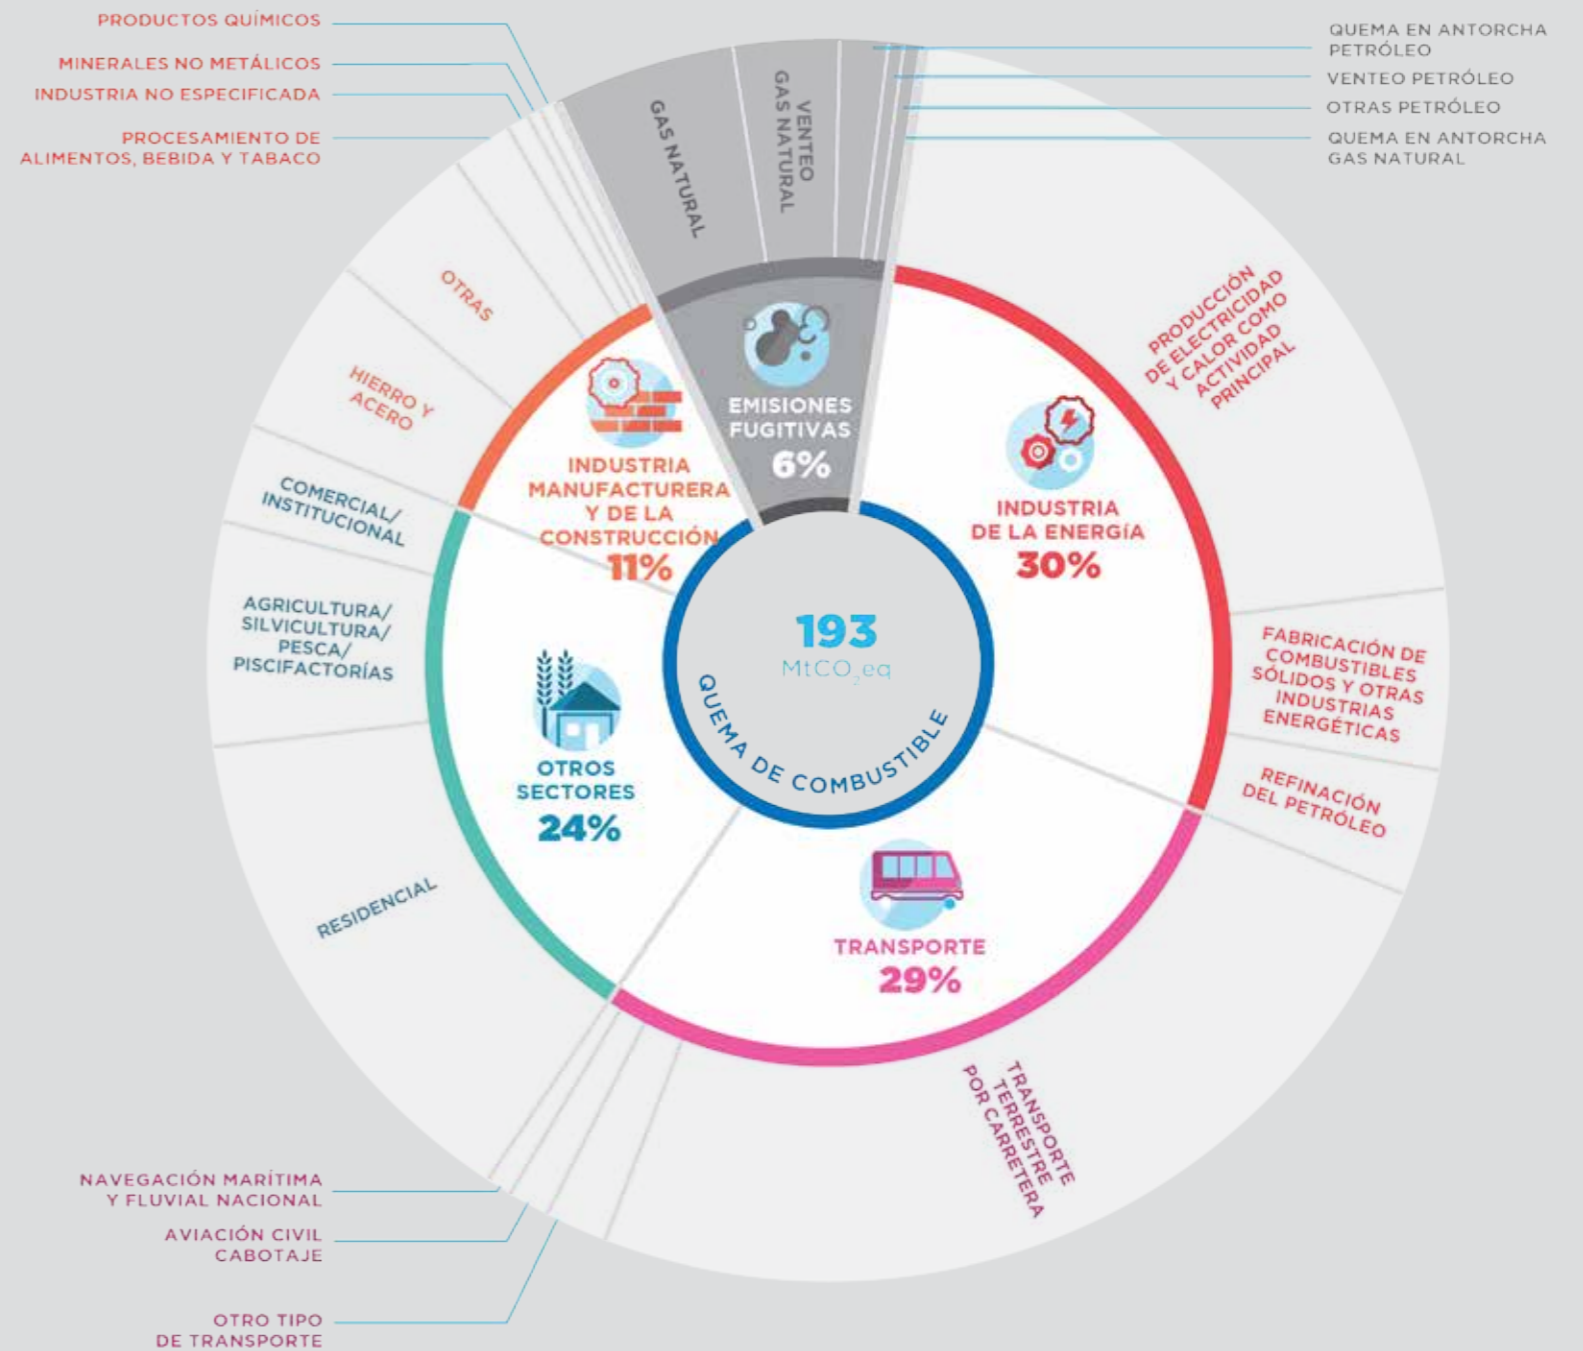 PRODUCTOS QUÍMICOS
MINERALES NO METÁLICOS
INDUSTRIA NO ESPECIFICADA
PROCESAMIENTO DE
ALIMENTOS, BEBIDA Y TABACO
QUEMA EN ANTORCHA
PETRÓLEO
VENTEO PETRÓLEO
OTRAS PETRÓLEO
QUEMA EN ANTORCHA
GAS NATURAL
GAS NATURAL
VENTEO
GAS NATURAL
EMISIONES
FUGITIVAS
6%
PRODUCCIÓN
DE ELECTRICIDAD
Y CALOR COMO
ACTIVIDAD
PRINCIPAL
INDUSTRIA
DE LA ENERGÍA
30%
FABRICACIÓN DE
COMBUSTIBLES
SÓLIDOS Y OTRAS
INDUSTRIAS
ENERGÉTICAS
REFINACIÓN
DEL PETRÓLEO
OTRAS
HIERRO Y
ACERO
INDUSTRIA
MANUFACTURERA
Y DE LA
CONSTRUCCIÓN
11%
COMERCIAL/
INSTITUCIONAL
AGRICULTURA/
SILVICULTURA/
PESCA/
PISCIFACTORÍAS
OTROS
SECTORES
24%
RESIDENCIAL
193
MtCO₂eq
QUEMA DE COMBUSTIBLE
TRANSPORTE
29%
TRANSPORTE
TERRESTRE
POR CARRETERA
NAVEGACIÓN MARÍTIMA
Y FLUVIAL NACIONAL
AVIACIÓN CIVIL
CABOTAJE
OTRO TIPO
DE TRANSPORTE